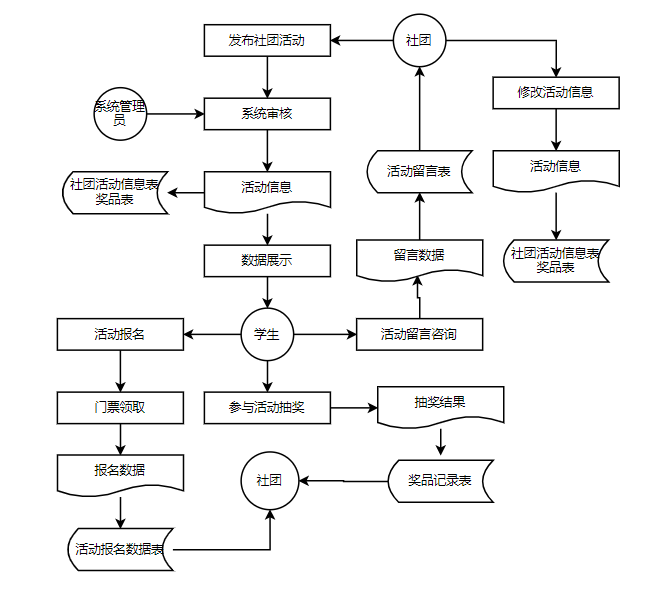 发布社团活动
社团
系统管理
员
系统审核
修改活动信息
社团活动信息表
奖品表
活动信息
活动留言表
活动信息
数据展示
留言数据
社团活动信息表
奖品表
活动报名
学生
活动留言咨询
门票领取
参与活动抽奖
抽奖结果
报名数据
社团
奖品记录表
活动报名数据表